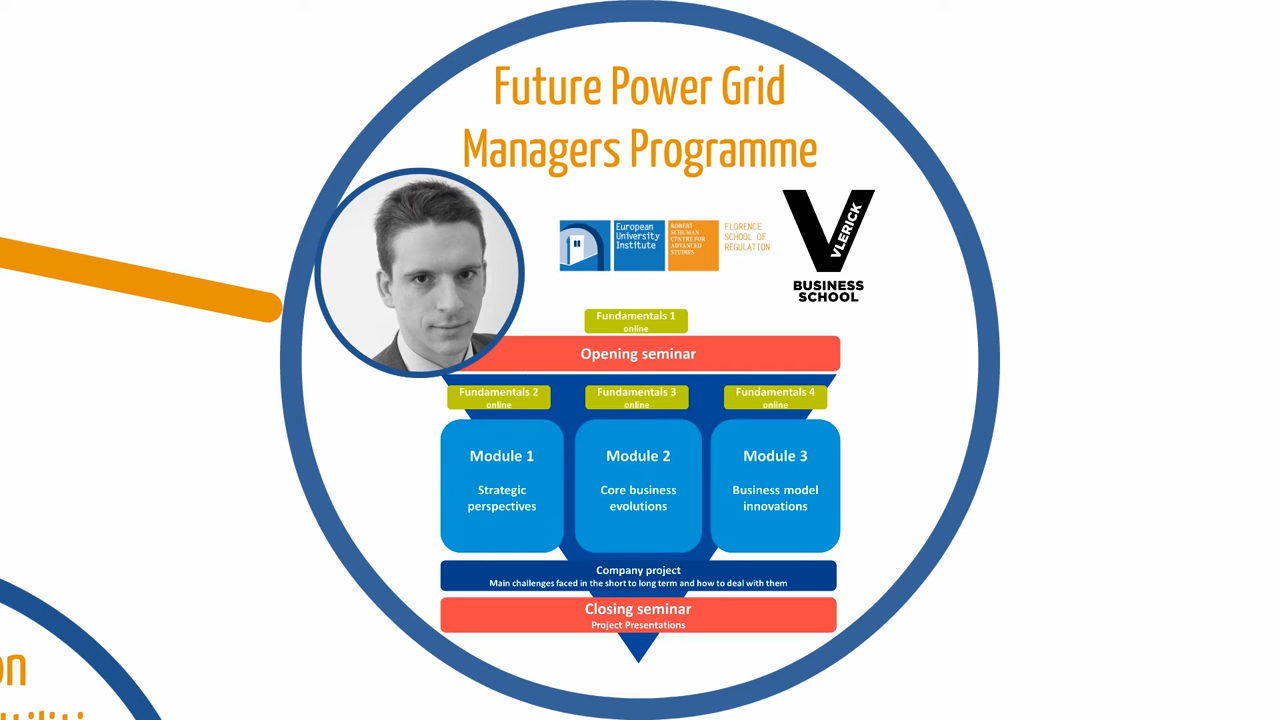 Future Power Grid
Managers Programme
European
University
Institute
ROBERT
SCHUMAN
CENTRE FOR
ADVANCED
STUDIES
FLORENCE
SCHOOL OF
REGULATION
VLERICK
BUSINESS
SCHOOL
Fundamentals 1
online
Opening seminar
Fundamentals 2
online
Fundamentals 3
online
Fundamentals 4
online
Module 1
Strategic
perspectives
Module 2
Core business
evolutions
Module 3
Business model
innovations
Company project
Main challenges faced in the short to long term and how to deal with them
Closing seminar
Project Presentations
on